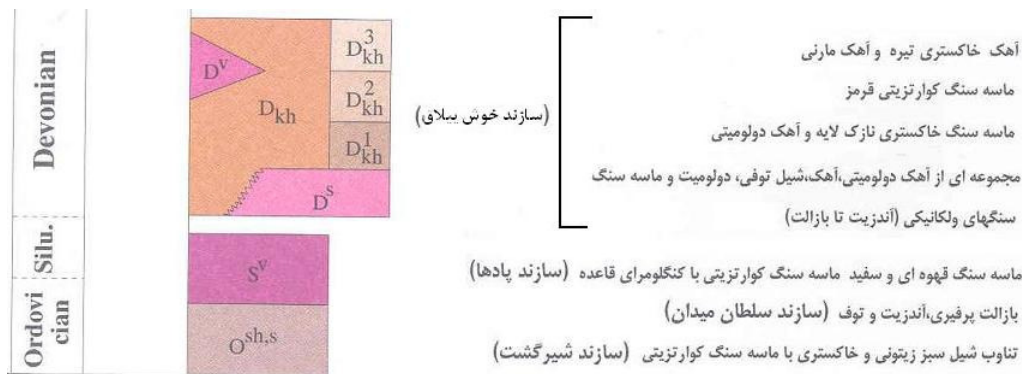 Devonian
Silu.
Ordovi
cian
D^v
D_kh
D^3_kh
D^2_kh
D^1_kh
D^s
S^v
O^sh,s
(سازند خوش ییلاق)
آهک خاکستری تیره و آهک مارنی
ماسه سنگ کوارتزیتی قرمز
ماسه سنگ خاکستری نازک لایه و آهک دولومیتی
مجموعه ای از آهک دولومیتی،آهک،شیل توفی، دولومیت و ماسه سنگ
سنگهای ولکانیکی (آندزیت تا بازالت)
ماسه سنگ قهوه ای و سفید ماسه سنگ کوارتزیتی با کنگلومرای قاعده (سازند پادها)
بازالت پرفیری،آندزیت و توف (سازند سلطان میدان)
تناوب شیل سبز زیتونی و خاکستری با ماسه سنگ کوارتزیتی (سازند شیرگشت)